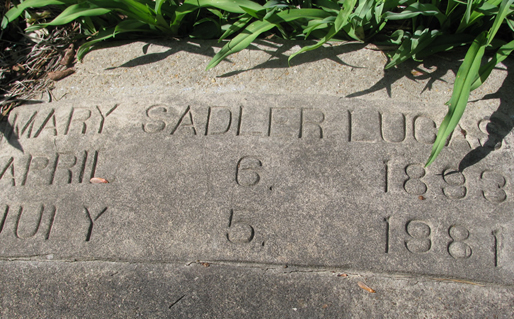 MARY SADLER LUCAS
APRIL 6. 1893
JULY 5. 1981